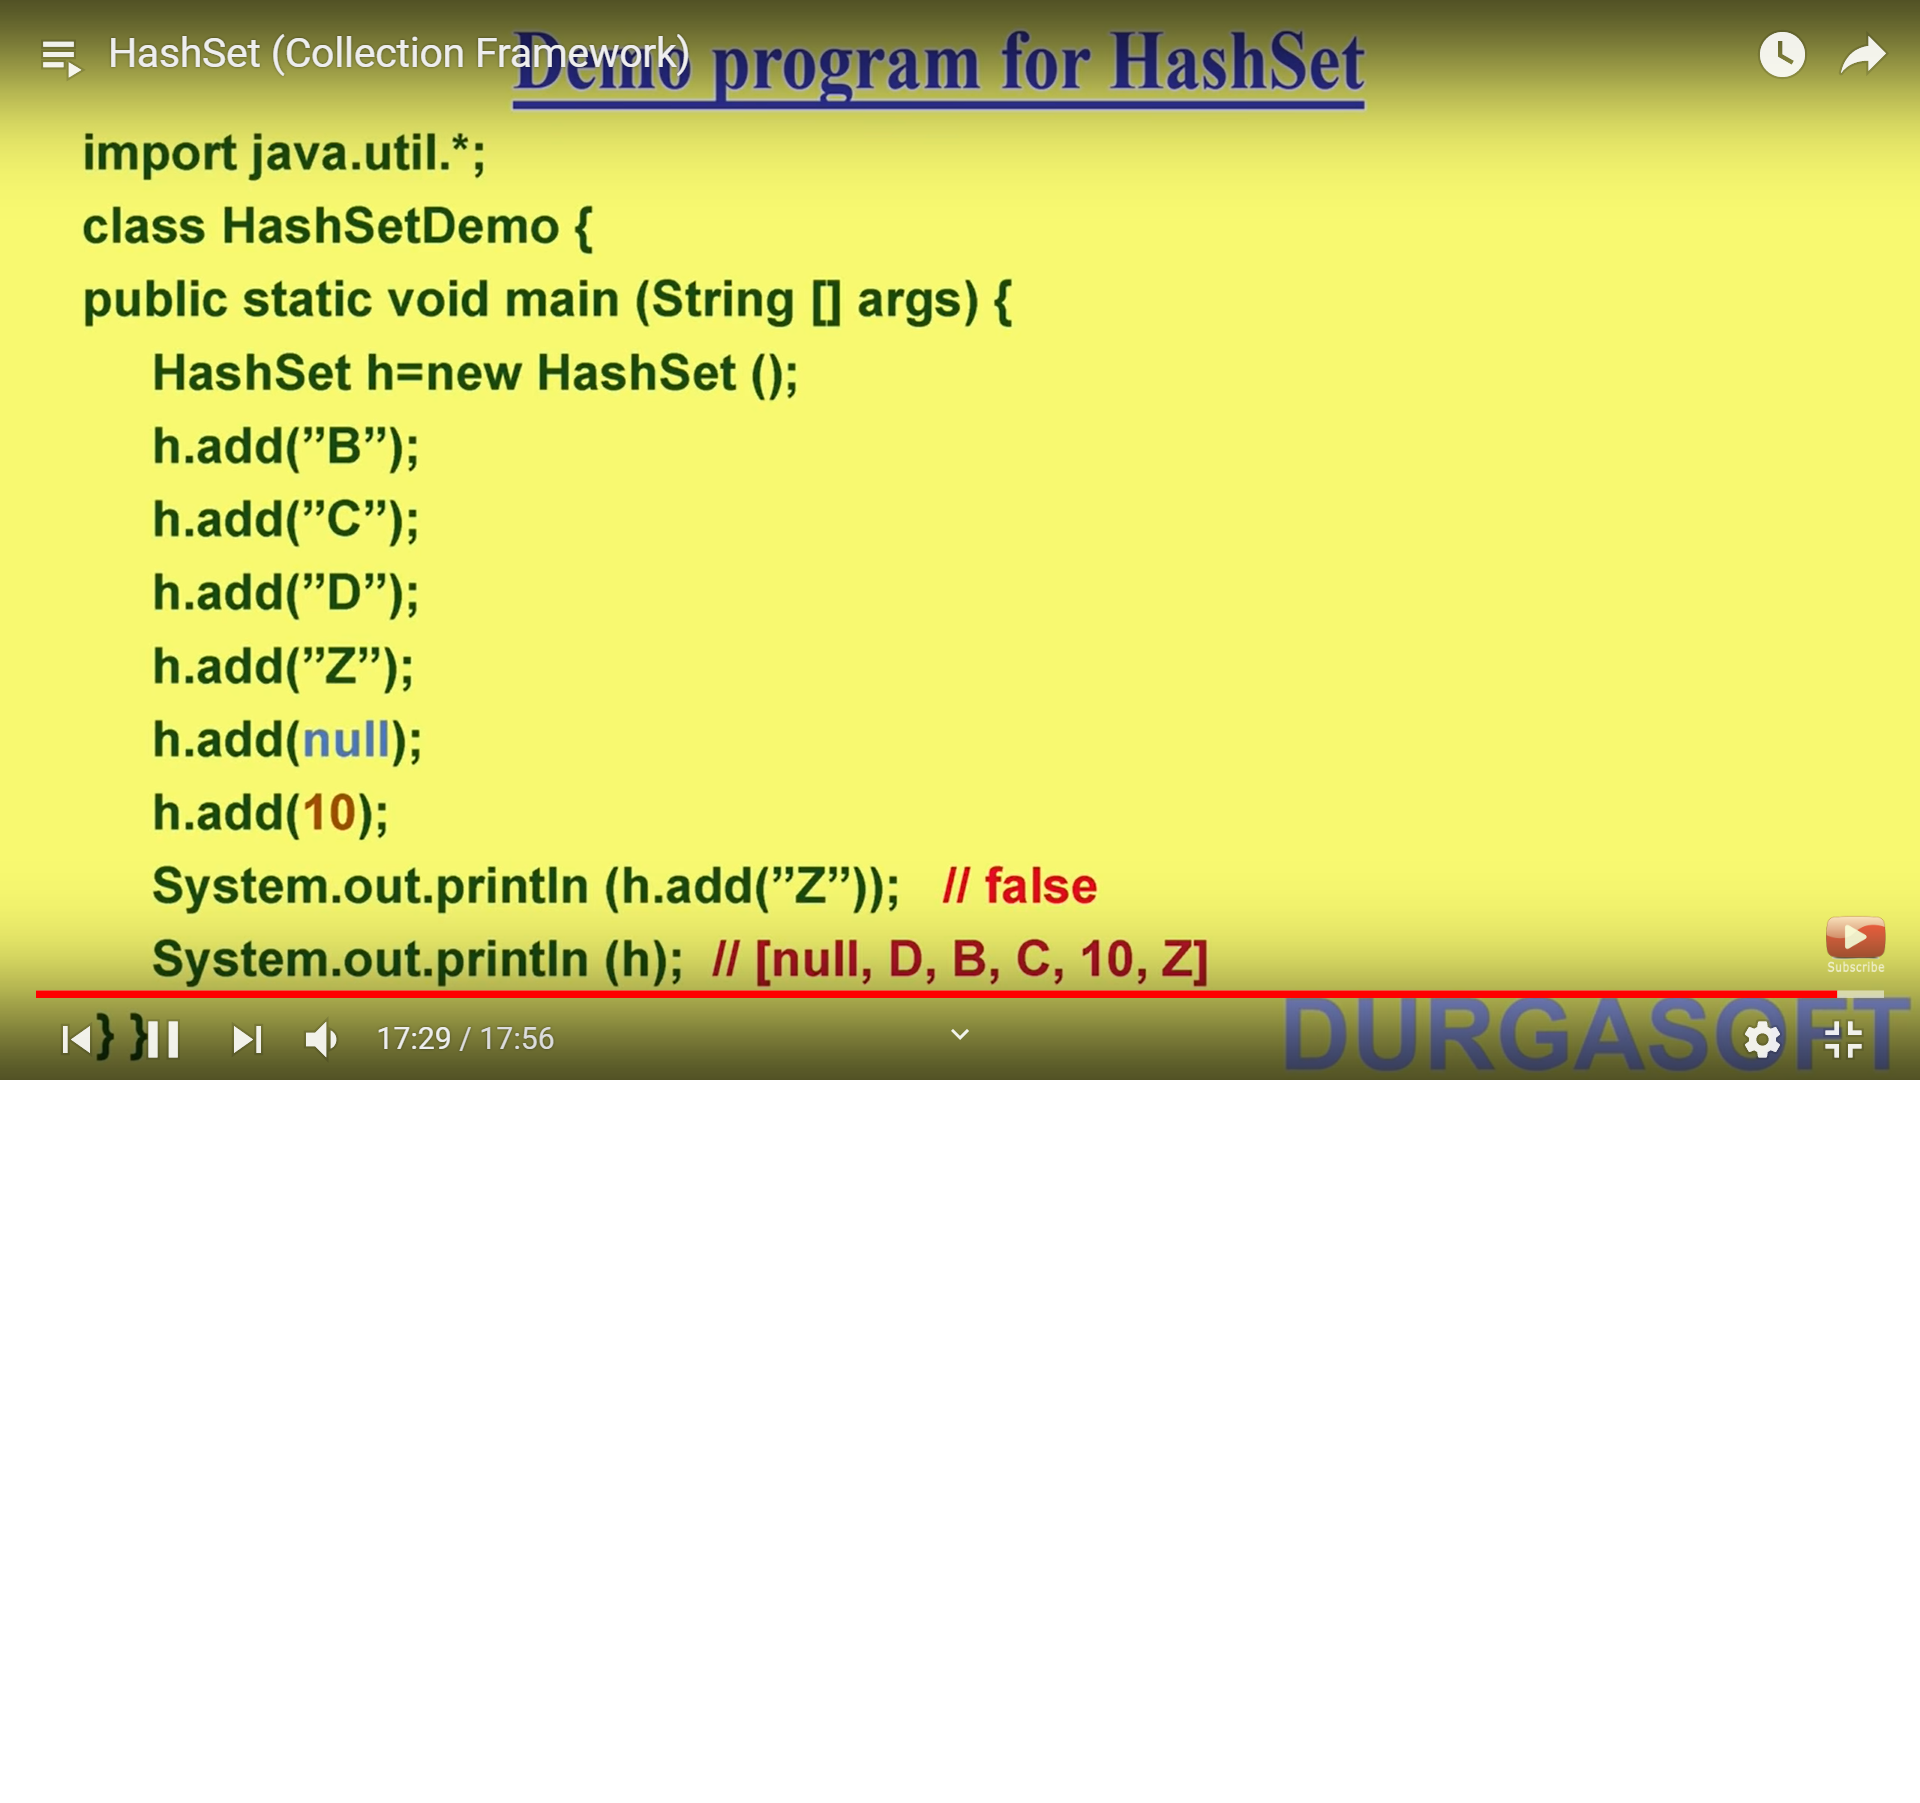 HashSet (Collection Framework)
Demo program for HashSet
import java.util.*;
class HashSetDemo {
public static void main (String [] args) {
HashSet h=new HashSet ();
h.add(”B”);
h.add(”C”);
h.add(”D”);
h.add(”Z”);
h.add(null);
h.add(10);
System.out.println (h.add(”Z”)); // false
System.out.println (h); // [null, D, B, C, 10, Z]
Subscribe
} }
17:29 / 17:56
DURGASOFT